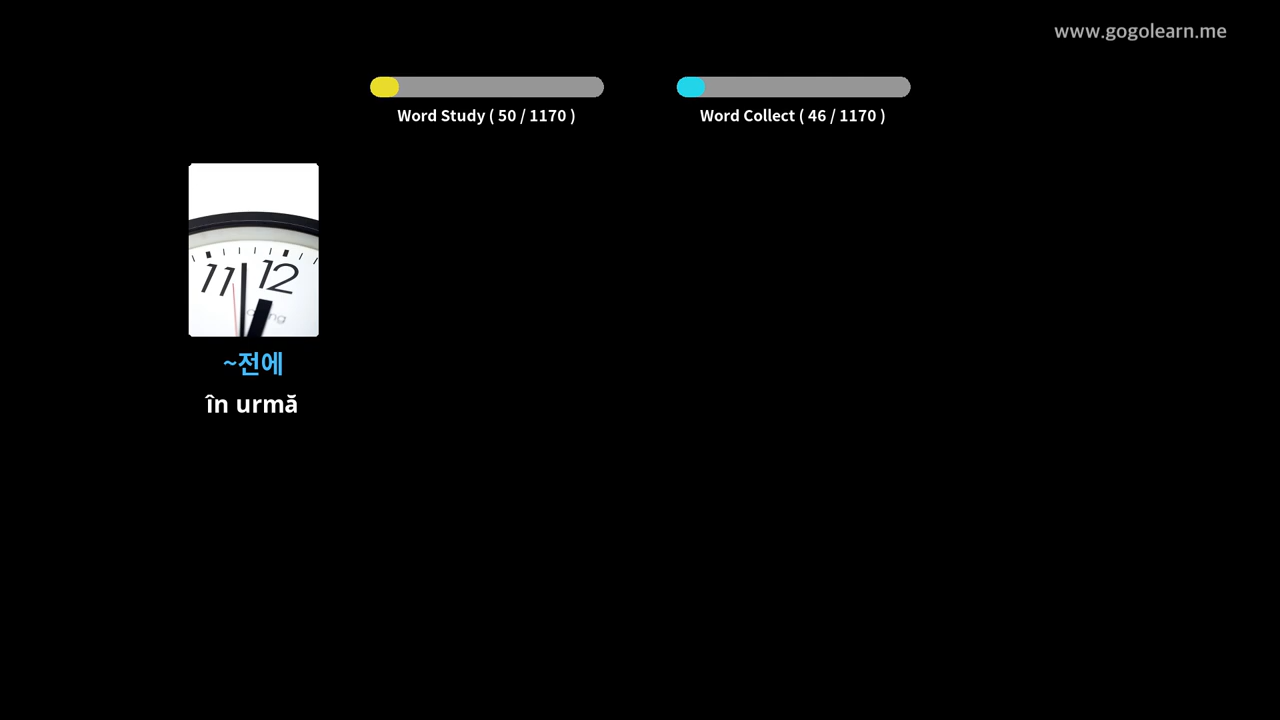 www.gogolearn.me
Word Study ( 50 / 1170 )
Word Collect ( 46 / 1170 )
11 12
~전에
în urmă